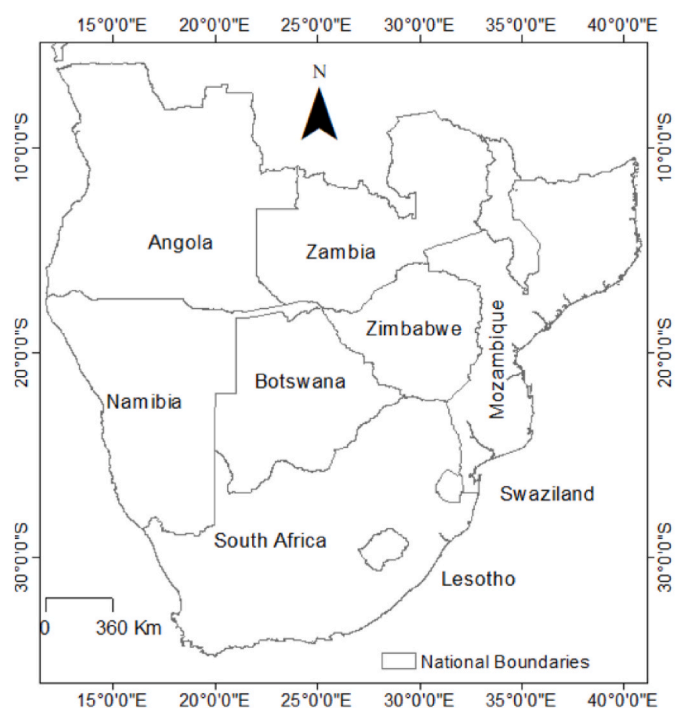 15°0'0"E 20°0'0"E 25°0'0"E 30°0'0"E 35°0'0"E 40°0'0"E
N
10°0'0"S
10°0'0"S
Angola
Zambia
Zimbabwe
Mozambique
20°0'0"S
20°0'0"S
Botswana
Namibia
Swaziland
South Africa
30°0'0"S
30°0'0"S
Lesotho
0 360 Km
National Boundaries
15°0'0"E 20°0'0"E 25°0'0"E 30°0'0"E 35°0'0"E 40°0'0"E